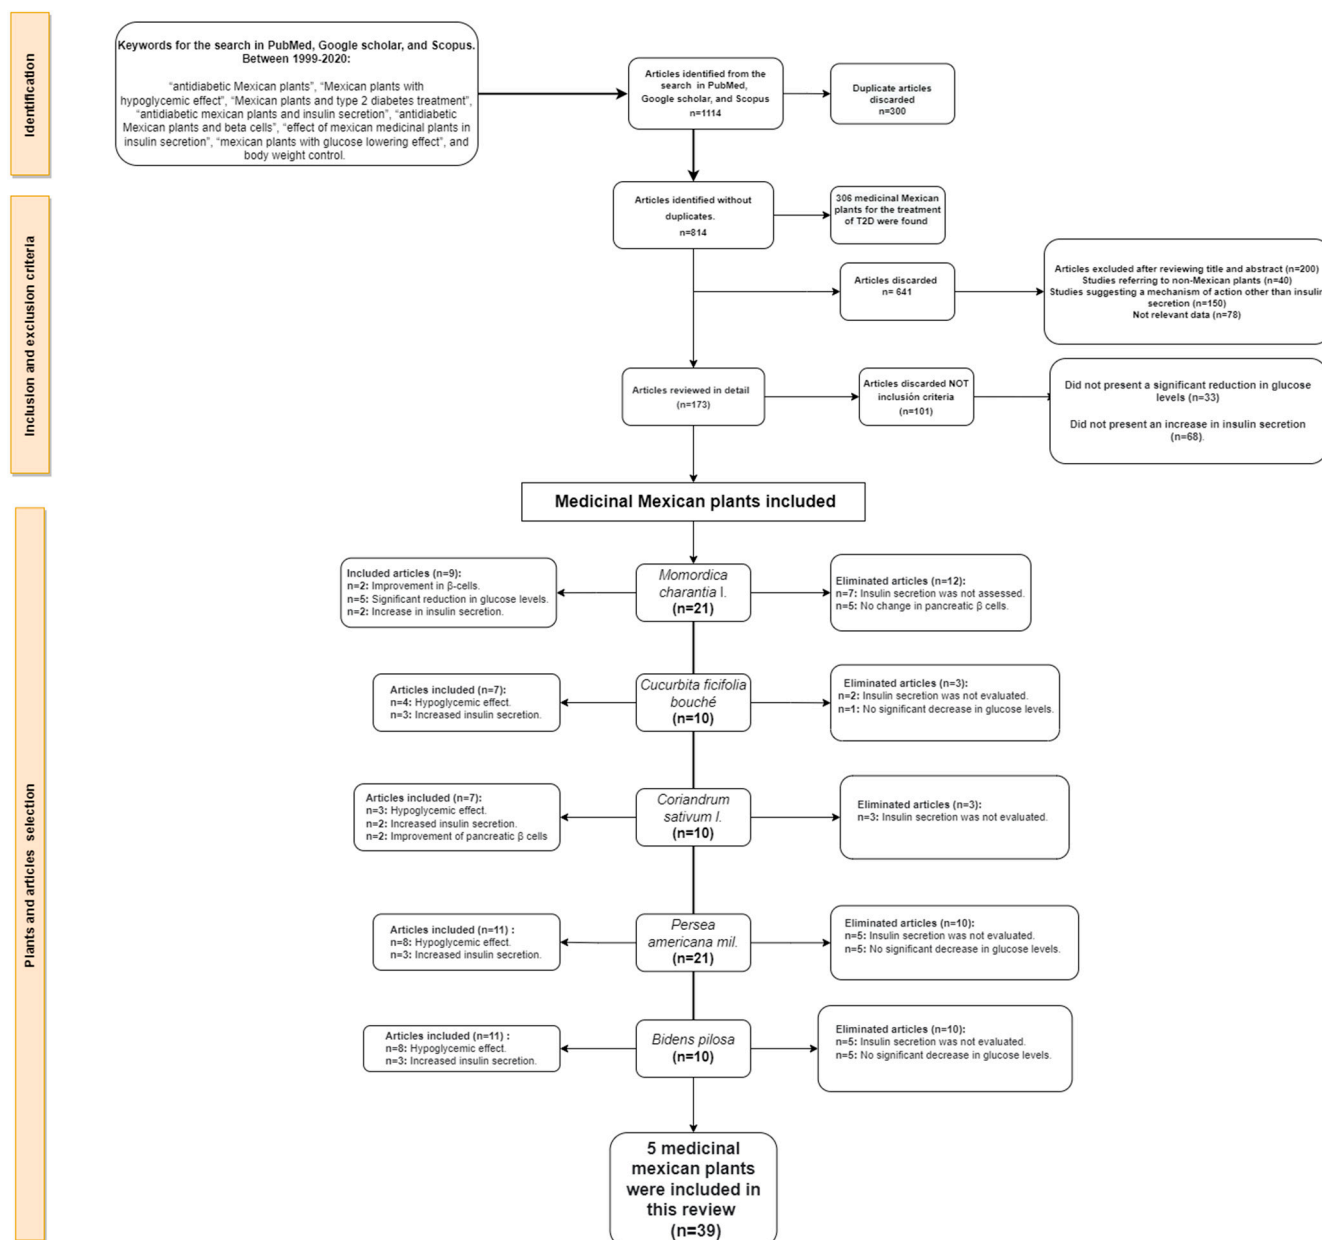 Identification
Keywords for the search in PubMed, Google scholar, and Scopus.
Between 1999-2020:
"antidiabetic Mexican plants", "Mexican plants with
hypoglycemic effect", "Mexican plants and type 2 diabetes treatment",
"antidiabetic mexican plants and insulin secretion", "antidiabetic
Mexican plants and beta cells", "effect of mexican medicinal plants in
insulin secretion", "mexican plants with glucose lowering effect", and
body weight control.
Articles identified from the
search in PubMed,
Google scholar, and Scopus
n=1114
Duplicate articles
discarded
n=300
Inclusion and exclusion criteria
Articles identified without
duplicates.
n=814
306 medicinal Mexican
plants for the treatment
of T2D were found
Articles discarded
n= 641
Articles excluded after reviewing title and abstract (n=200)
Studies referring to non-Mexican plants (n=40)
Studies suggesting a mechanism of action other than insulin
secretion (n=150)
Not relevant data (n=78)
Articles reviewed in detail
(n=173)
Articles discarded NOT
inclusión criteria
(n=101)
Did not present a significant reduction in glucose
levels (n=33)
Did not present an increase in insulin secretion
(n=68).
Plants and articles selection
Medicinal Mexican plants included
Included articles (n=9):
n=2: Improvement in β-cells.
n=5: Significant reduction in glucose levels.
n=2: Increase in insulin secretion.
Momordica
charantia l.
(n=21)
Eliminated articles (n=12):
n=7: Insulin secretion was not assessed.
n=5: No change in pancreatic β cells.
Articles included (n=7):
n=4: Hypoglycemic effect.
n=3: Increased insulin secretion.
Cucurbita ficifolia
bouché
(n=10)
Eliminated articles (n=3):
n=2: Insulin secretion was not evaluated.
n=1: No significant decrease in glucose levels.
Articles included (n=7):
n=3: Hypoglycemic effect.
n=2: Increased insulin secretion.
n=2: Improvement of pancreatic β cells
Coriandrum
sativum l.
(n=10)
Eliminated articles (n=3):
n=3: Insulin secretion was not evaluated.
Articles included (n=11) :
n=8: Hypoglycemic effect.
n=3: Increased insulin secretion.
Persea
americana mil.
(n=21)
Eliminated articles (n=10):
n=5: Insulin secretion was not evaluated.
n=5: No significant decrease in glucose levels.
Articles included (n=11) :
n=8: Hypoglycemic effect.
n=3: Increased insulin secretion.
Bidens pilosa
(n=10)
Eliminated articles (n=10):
n=5: Insulin secretion was not evaluated.
n=5: No significant decrease in glucose levels.
5 medicinal
mexican plants
were included in
this review
(n=39)